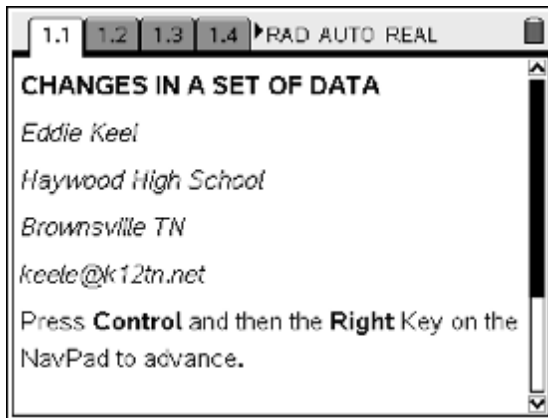 1.1 1.2 1.3 1.4 RAD AUTO REAL
CHANGES IN A SET OF DATA
Eddie Keel
Haywood High School
Brownsville TN
keele@k12tn.net
Press Control and then the Right Key on the
NavPad to advance.